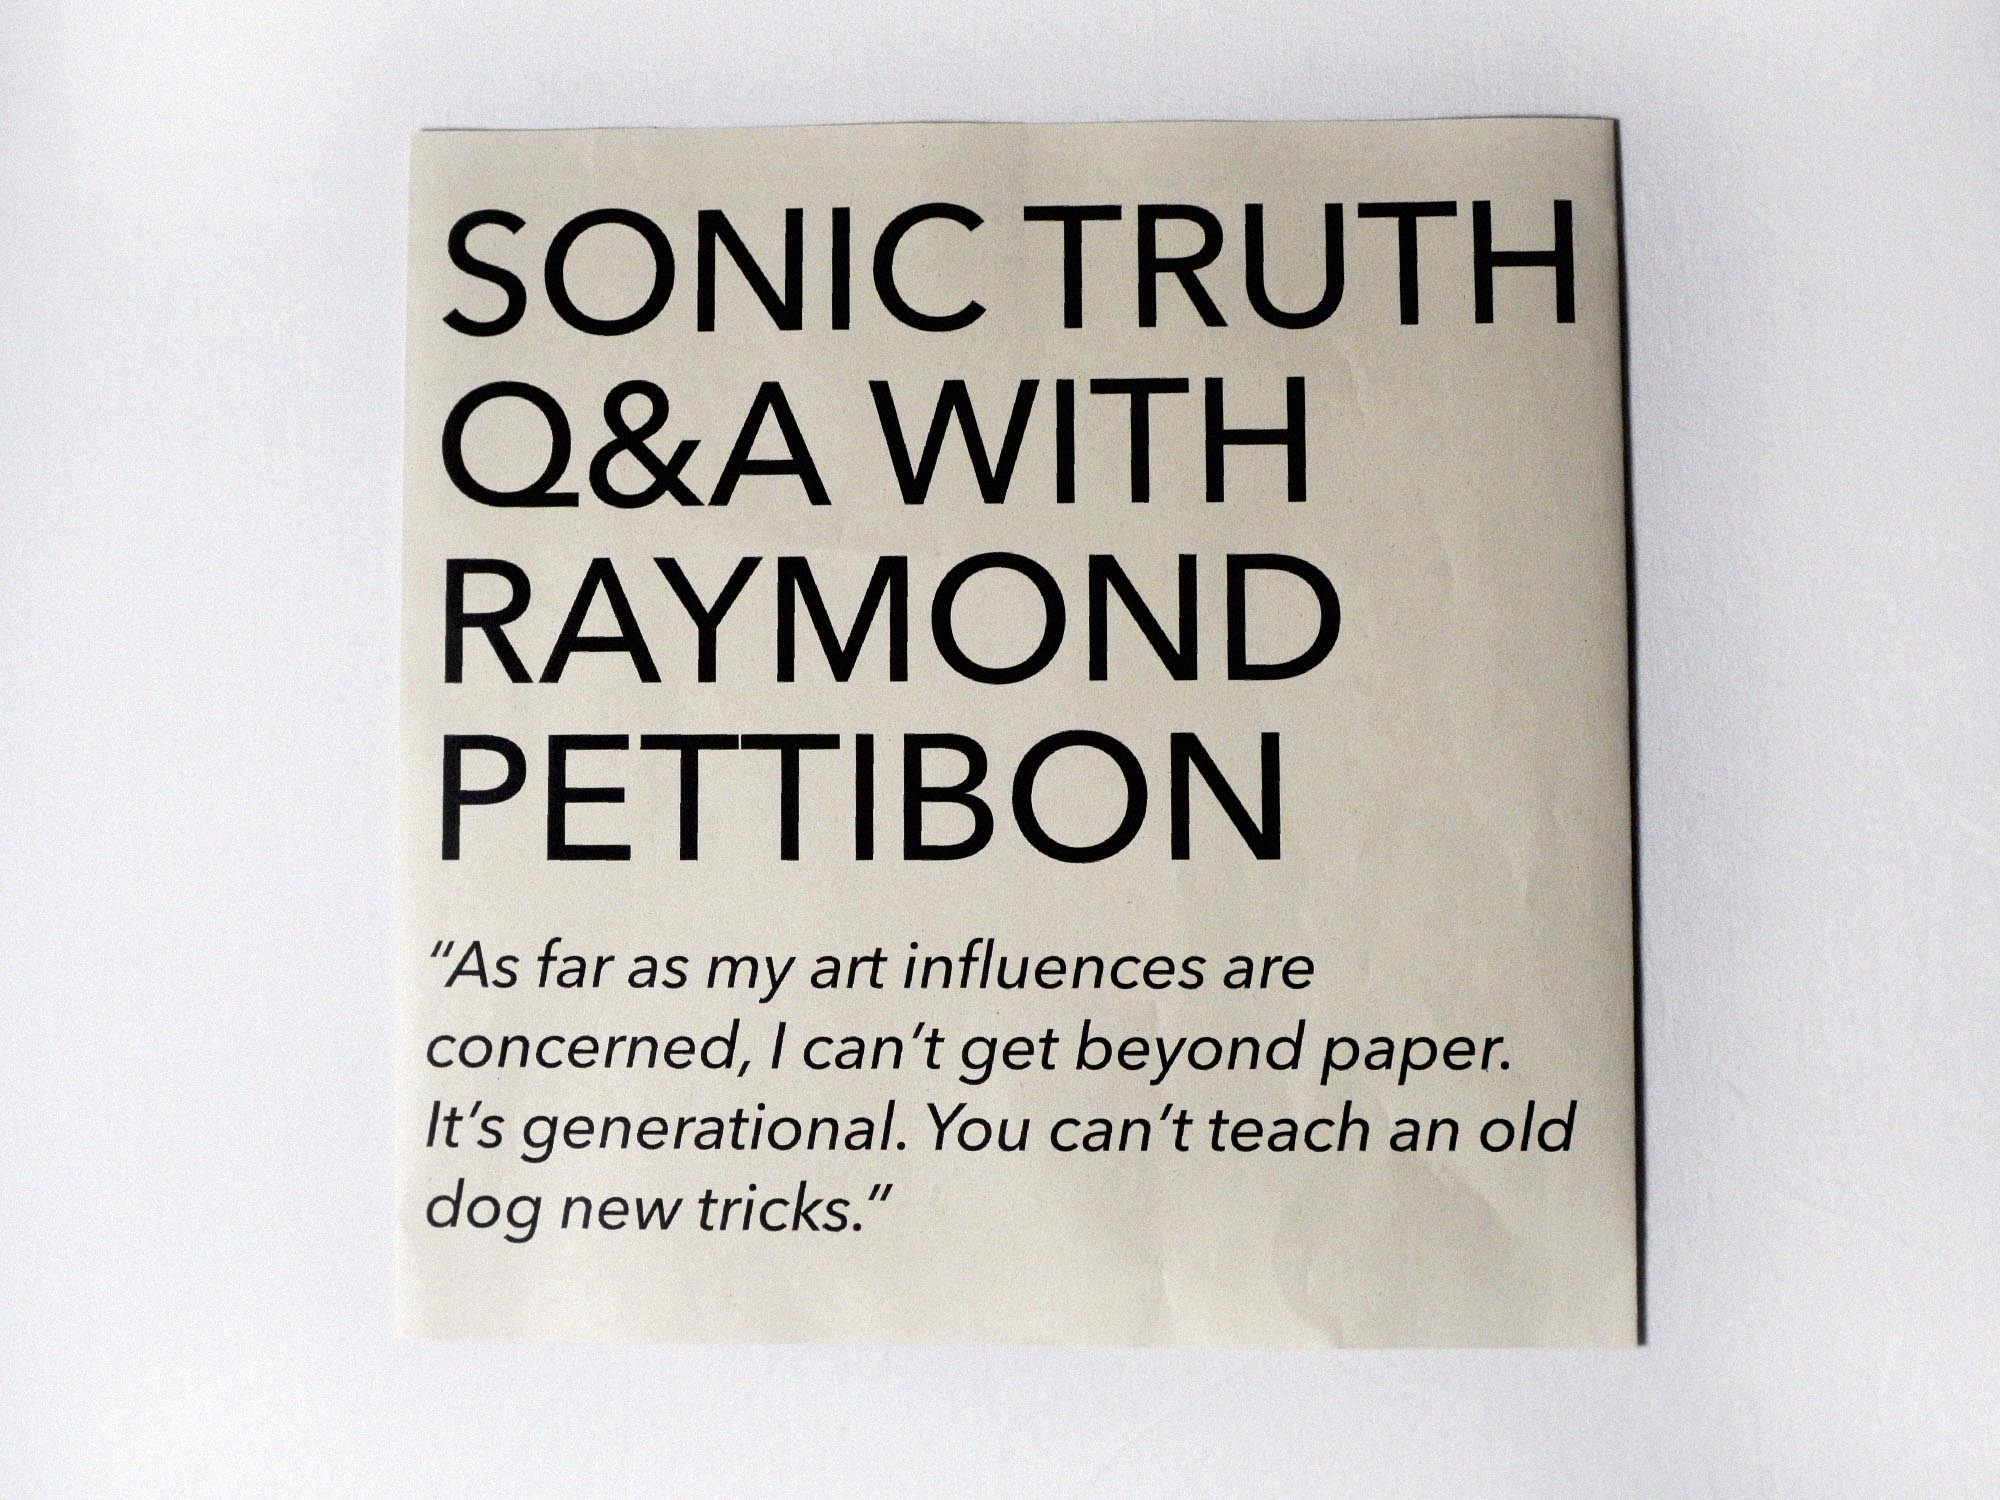 SONIC TRUTH
Q&A WITH
RAYMOND
PETTIBON
“As far as my art influences are
concerned, I can’t get beyond paper.
It’s generational. You can’t teach an old
dog new tricks.”